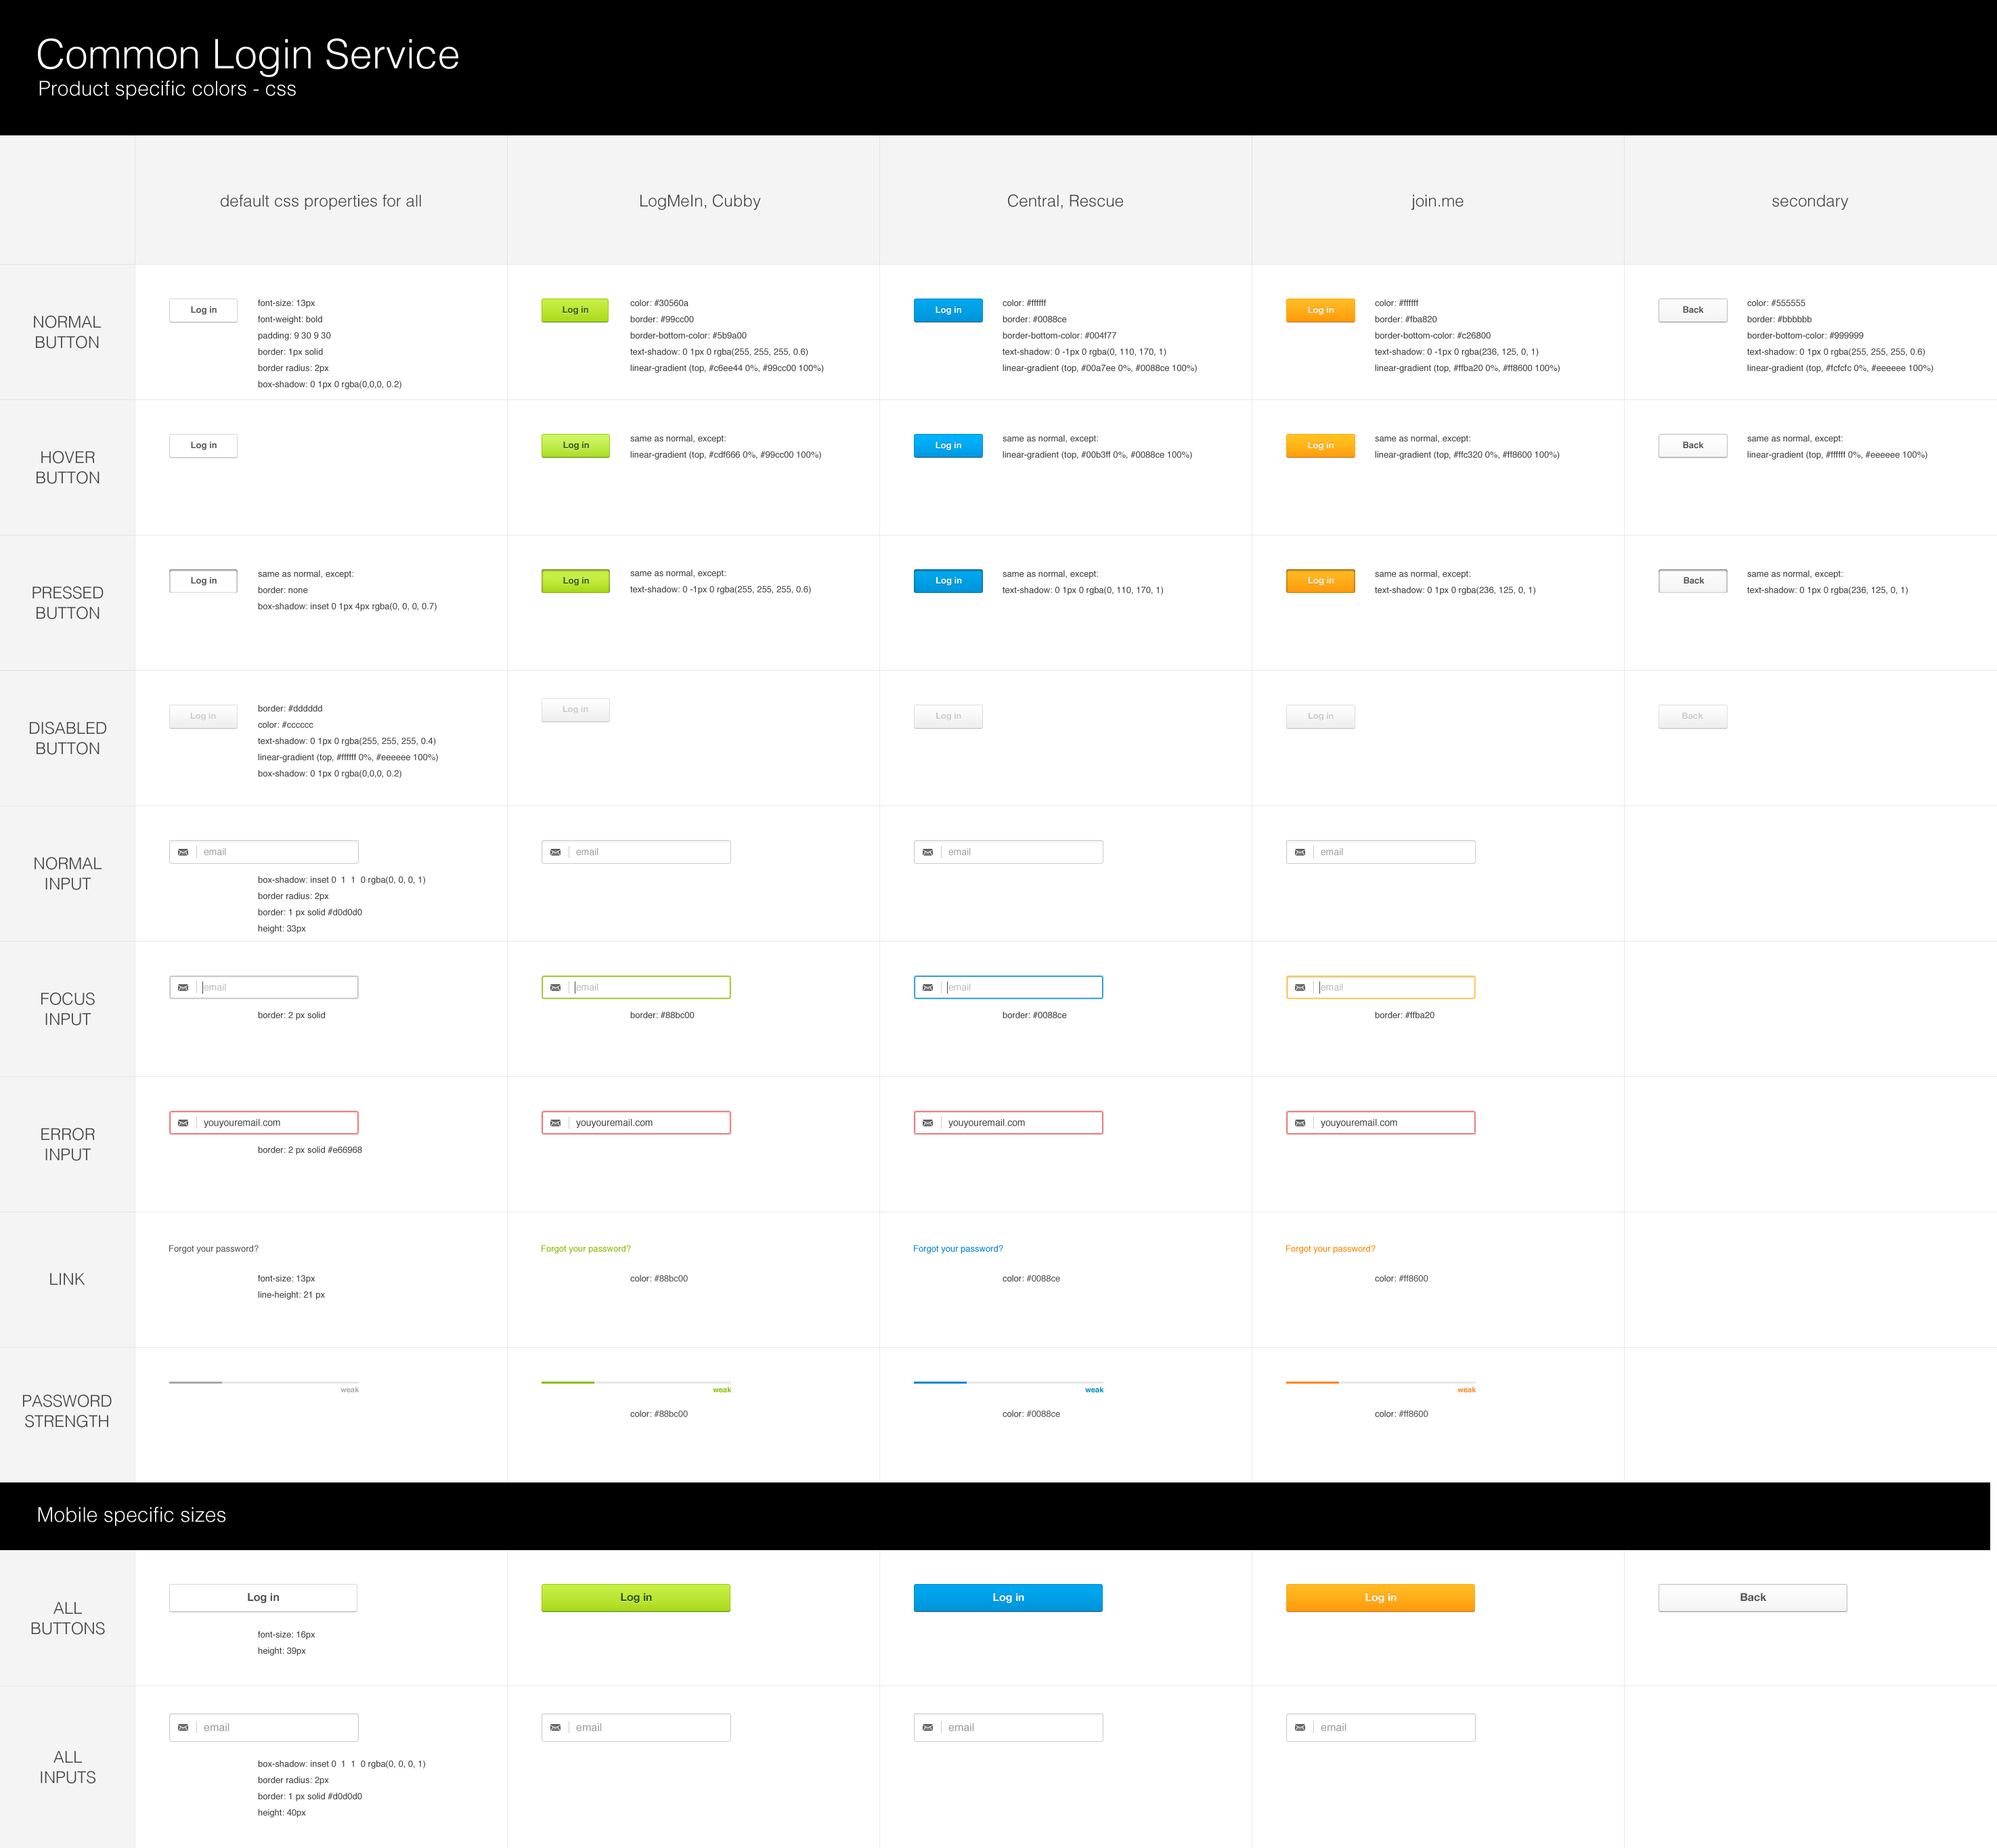 Common Login Service
Product specific colors - css
default css properties for all
LogMeIn, Cubby
Central, Rescue
join.me
secondary
NORMAL
BUTTON
Log in
font-size: 13px
font-weight: bold
padding: 9 30 9 30
border: 1px solid
border radius: 2px
box-shadow: 0 1px 0 rgba(0,0,0, 0.2)
Log in
color: #30560a
border: #99cc00
border-bottom-color: #5b9a00
text-shadow: 0 1px 0 rgba(255, 255, 255, 0.6)
linear-gradient (top, #c6ee44 0%, #99cc00 100%)
Log in
color: #ffffff
border: #0088ce
border-bottom-color: #004f77
text-shadow: 0 -1px 0 rgba(0, 110, 170, 1)
linear-gradient (top, #00a7ee 0%, #0088ce 100%)
Log in
color: #ffffff
border: #fba820
border-bottom-color: #c26800
text-shadow: 0 -1px 0 rgba(236, 125, 0, 1)
linear-gradient (top, #ffba20 0%, #ff8600 100%)
Back
color: #555555
border: #bbbbbb
border-bottom-color: #999999
text-shadow: 0 1px 0 rgba(255, 255, 255, 0.6)
linear-gradient (top, #fcfcfc 0%, #eeeeee 100%)
HOVER
BUTTON
Log in
Log in
same as normal, except:
linear-gradient (top, #cdf666 0%, #99cc00 100%)
Log in
same as normal, except:
linear-gradient (top, #00b3ff 0%, #0088ce 100%)
Log in
same as normal, except:
linear-gradient (top, #ffc320 0%, #ff8600 100%)
Back
same as normal, except:
linear-gradient (top, #ffffff 0%, #eeeeee 100%)
PRESSED
BUTTON
Log in
same as normal, except:
border: none
box-shadow: inset 0 1px 4px rgba(0, 0, 0, 0.7)
Log in
same as normal, except:
text-shadow: 0 -1px 0 rgba(255, 255, 255, 0.6)
Log in
same as normal, except:
text-shadow: 0 1px 0 rgba(0, 110, 170, 1)
Log in
same as normal, except:
text-shadow: 0 1px 0 rgba(236, 125, 0, 1)
Back
same as normal, except:
text-shadow: 0 1px 0 rgba(236, 125, 0, 1)
DISABLED
BUTTON
Log in
border: #dddddd
color: #cccccc
text-shadow: 0 1px 0 rgba(255, 255, 255, 0.4)
linear-gradient (top, #ffffff 0%, #eeeeee 100%)
box-shadow: 0 1px 0 rgba(0,0,0, 0.2)
Log in
Log in
Log in
Back
NORMAL
INPUT
email
box-shadow: inset 0 1 1 0 rgba(0, 0, 0, 1)
border radius: 2px
border: 1 px solid #d0d0d0
height: 33px
email
email
email
FOCUS
INPUT
email
border: 2 px solid
email
border: #88bc00
email
border: #0088ce
email
border: #ffba20
ERROR
INPUT
youyouremail.com
border: 2 px solid #e66968
youyouremail.com
youyouremail.com
youyouremail.com
LINK
Forgot your password?
font-size: 13px
line-height: 21 px
Forgot your password?
color: #88bc00
Forgot your password?
color: #0088ce
Forgot your password?
color: #ff8600
PASSWORD
STRENGTH
weak
weak
color: #88bc00
weak
color: #0088ce
weak
color: #ff8600
Mobile specific sizes
ALL
BUTTONS
Log in
font-size: 16px
height: 39px
Log in
Log in
Log in
Back
ALL
INPUTS
email
box-shadow: inset 0 1 1 0 rgba(0, 0, 0, 1)
border radius: 2px
border: 1 px solid #d0d0d0
height: 40px
email
email
email